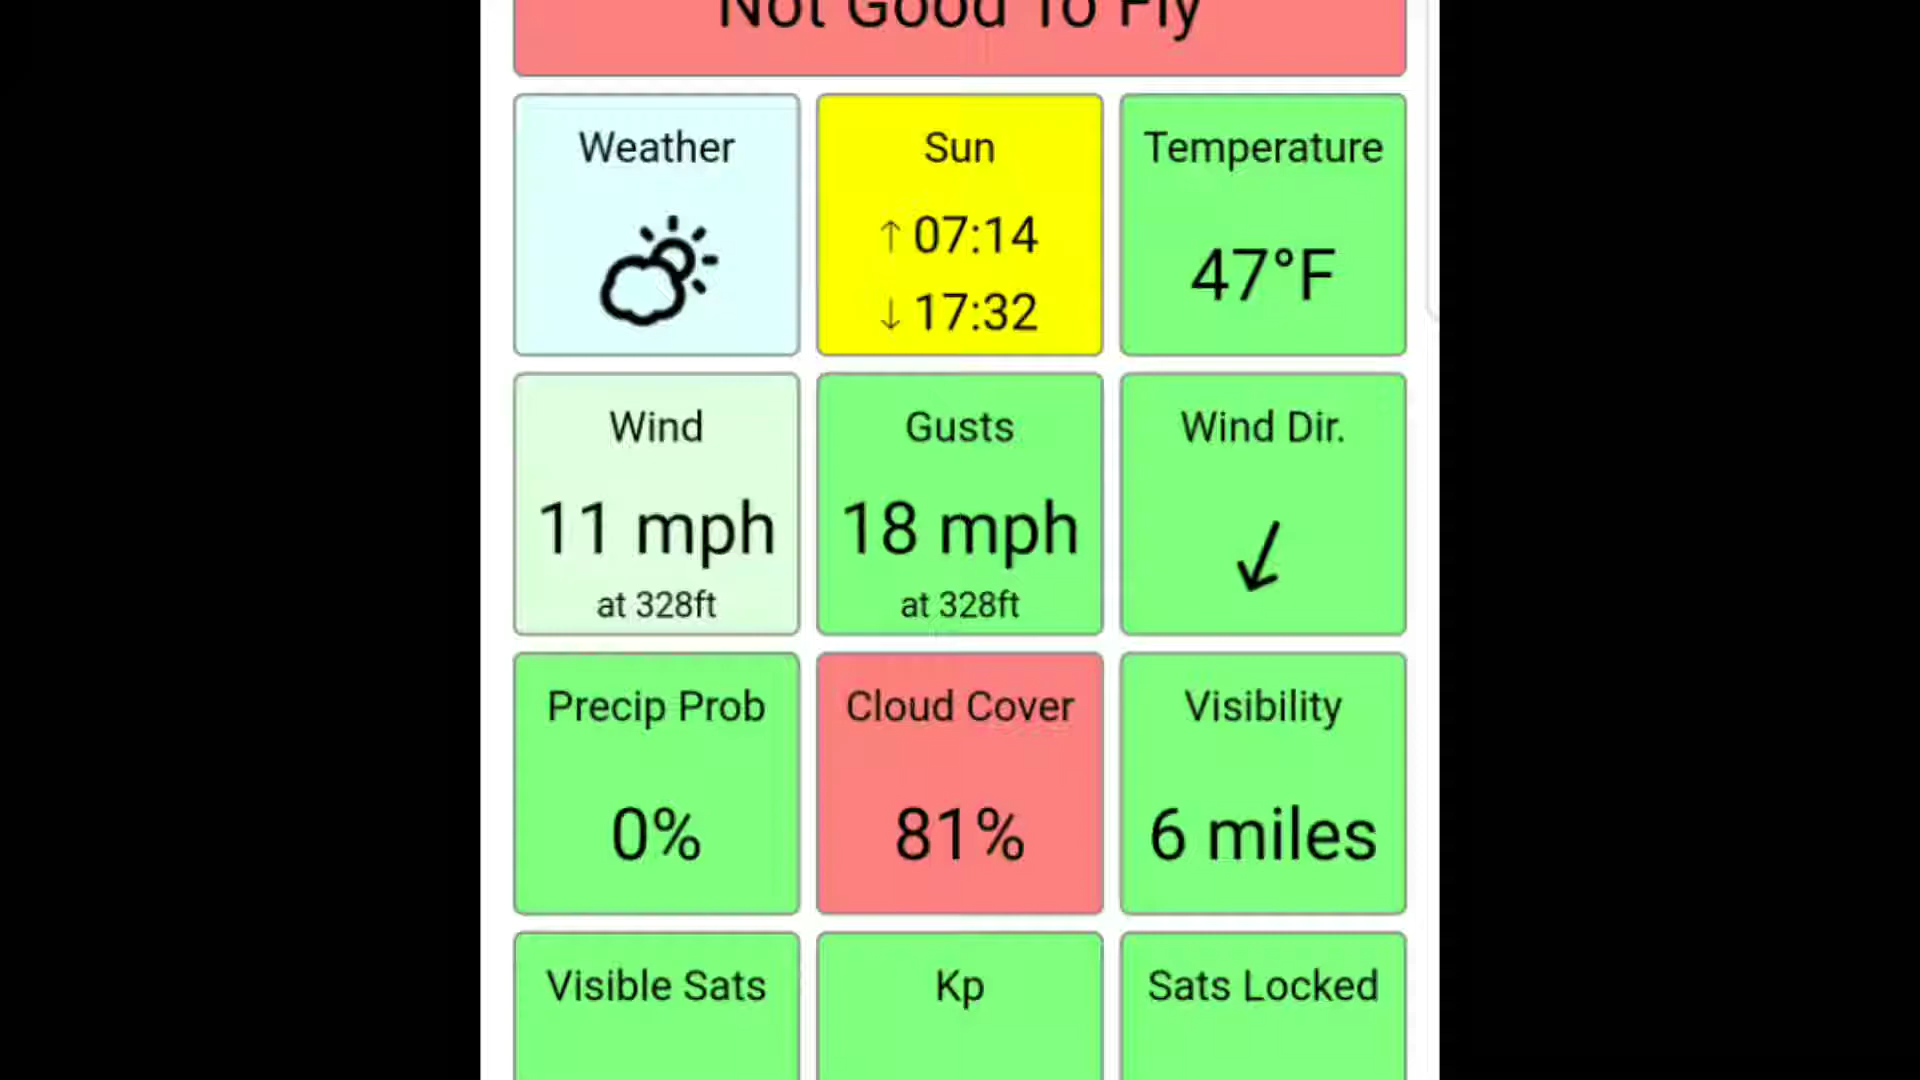 Not Good To Fly
Weather
Sun
Temperature
↑ 07:14
47°F
↓ 17:32
Wind
Gusts
Wind Dir.
11 mph
18 mph
at 328ft
at 328ft
Precip Prob
Cloud Cover
Visibility
0%
81%
6 miles
Visible Sats
Kp
Sats Locked